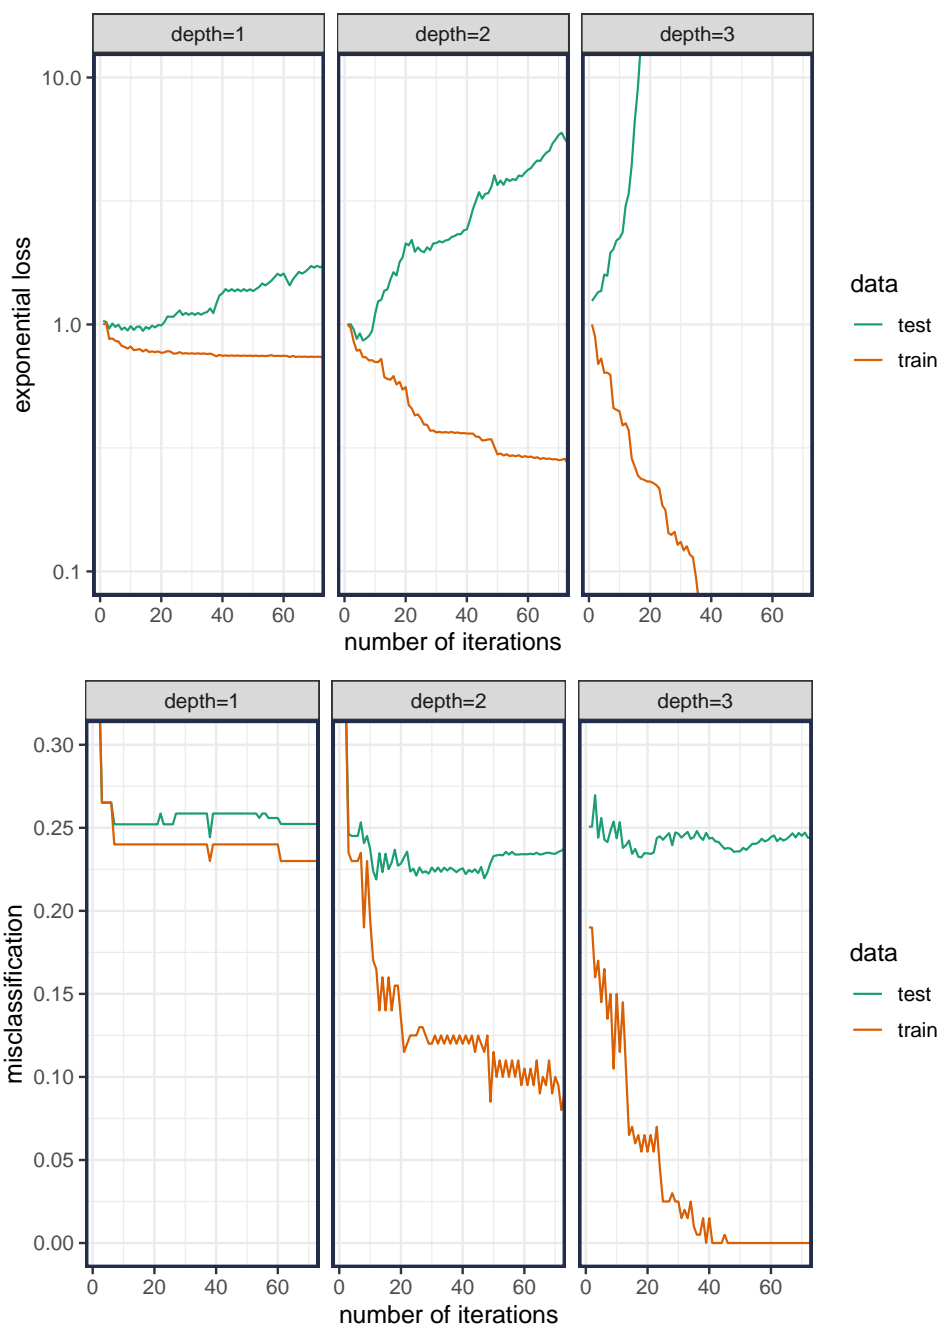 depth=1 depth=2 depth=3
10.0
1.0
0.1
exponential loss
0 20 40 60 0 20 40 60 0 20 40 60
number of iterations
data
test
train
depth=1 depth=2 depth=3
0.30
0.25
0.20
0.15
0.10
0.05
0.00
misclassification
0 20 40 60 0 20 40 60 0 20 40 60
number of iterations
data
test
train